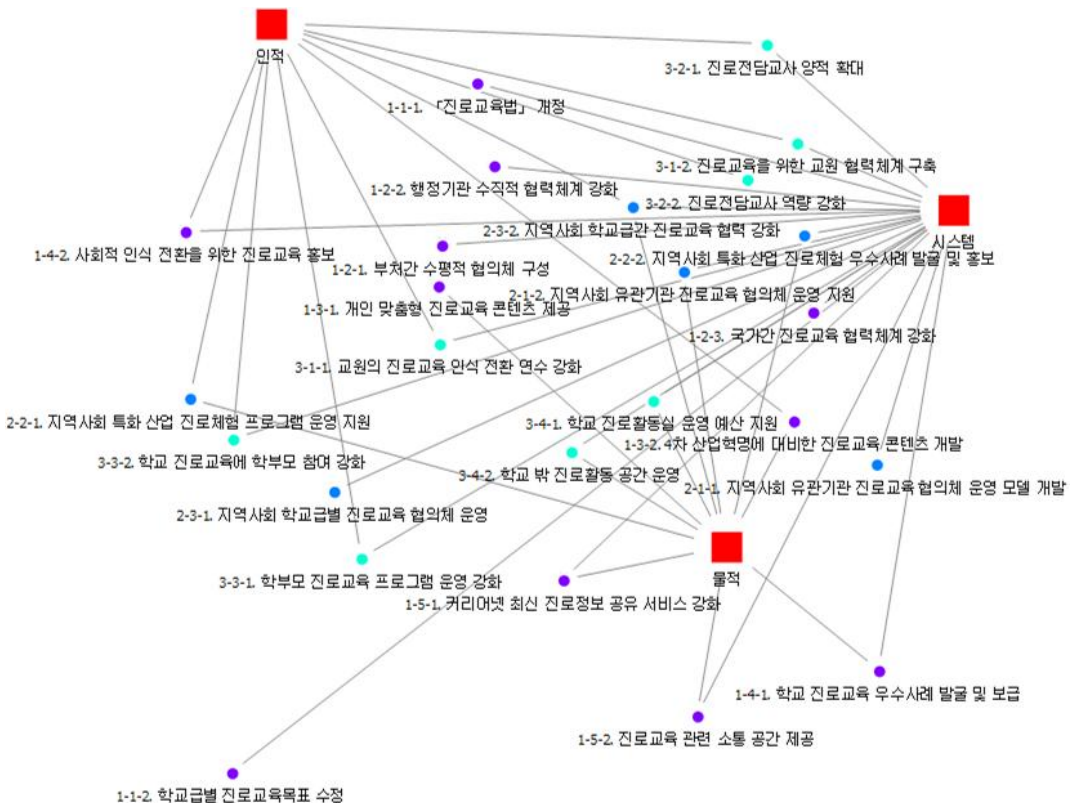 인적
3-2-1. 진로전담교사 양적 확대
1-1-1. 「진로교육법」 개정
3-1-2. 진로교육을 위한 교원 협력체계 구축
1-2-2. 행정기관 수직적 협력체계 강화
3-2-2. 진로전담교사 역량 강화
2-3-2. 지역사회 학교급간 진로교육 협력 강화
시스템
1-4-2. 사회적 인식 전환을 위한 진로교육 홍보
2-2-2. 지역사회 특화 산업 진로체험 우수사례 발굴 및 홍보
1-2-1. 부처간 수평적 협의체 구성
2-1-2. 지역사회 유관기관 진로교육 협의체 운영 지원
1-3-1. 개인 맞춤형 진로교육 콘텐츠 제공
1-2-3. 국가간 진로교육 협력체계 강화
3-1-1. 교원의 진로교육 인식 전환 연수 강화
2-2-1. 지역사회 특화 산업 진로체험 프로그램 운영 지원
3-4-1. 학교 진로활동실 운영 예산 지원
1-3-2. 4차 산업혁명에 대비한 진로교육 콘텐츠 개발
3-3-2. 학교 진로교육에 학부모 참여 강화
3-4-2. 학교 밖 진로활동 공간 운영
2-1-1. 지역사회 유관기관 진로교육 협의체 운영 모델 개발
2-3-1. 지역사회 학교급별 진로교육 협의체 운영
물적
3-3-1. 학부모 진로교육 프로그램 운영 강화
1-5-1. 커리어넷 최신 진로정보 공유 서비스 강화
1-4-1. 학교 진로교육 우수사례 발굴 및 보급
1-5-2. 진로교육 관련 소통 공간 제공
1-1-2. 학교급별 진로교육목표 수정